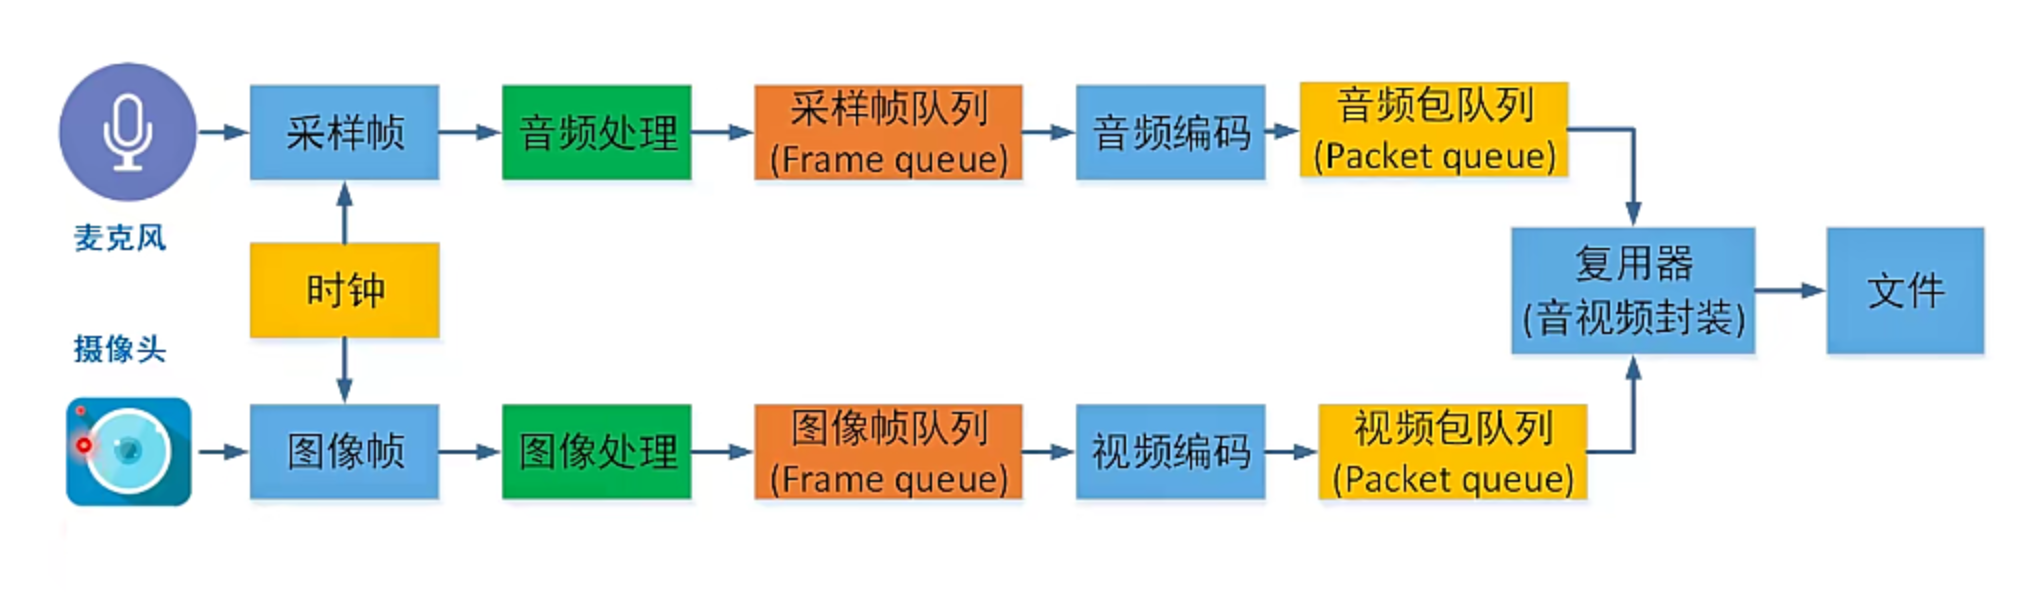 采样帧
音频处理
采样帧队列
(Frame queue)
音频编码
音频包队列
(Packet queue)
麦克风
时钟
复用器
(音视频封装)
文件
摄像头
图像帧
图像处理
图像帧队列
(Frame queue)
视频编码
视频包队列
(Packet queue)